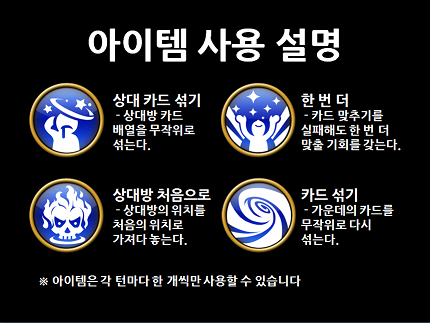 아이템 사용 설명
상대 카드 섞기
- 상대방 카드
배열을 무작위로
섞는다.
한 번 더
- 카드 맞추기를
실패해도 한 번 더
맞출 기회를 갖는다.
상대방 처음으로
- 상대방의 위치를
처음의 위치로
가져다 놓는다.
카드 섞기
- 가운데의 카드를
무작위로 다시
섞는다.
※ 아이템은 각 턴마다 한 개씩만 사용할 수 있습니다